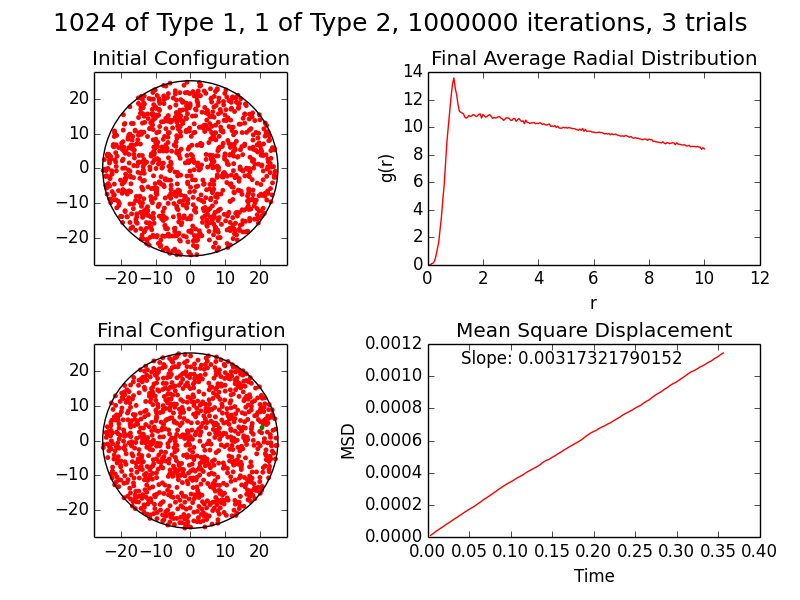 1024 of Type 1, 1 of Type 2, 1000000 iterations, 3 trials
Initial Configuration
20
10
0
−10
−20
−20 −10 0 10 20
Final Average Radial Distribution
14
12
10
8
6
4
2
0
g(r)
0 2 4 6 8 10 12
r
Final Configuration
20
10
0
−10
−20
−20 −10 0 10 20
Mean Square Displacement
Slope: 0.00317321790152
0.0012
0.0010
0.0008
0.0006
0.0004
0.0002
0.0000
MSD
0.00 0.05 0.10 0.15 0.20 0.25 0.30 0.35 0.40
Time